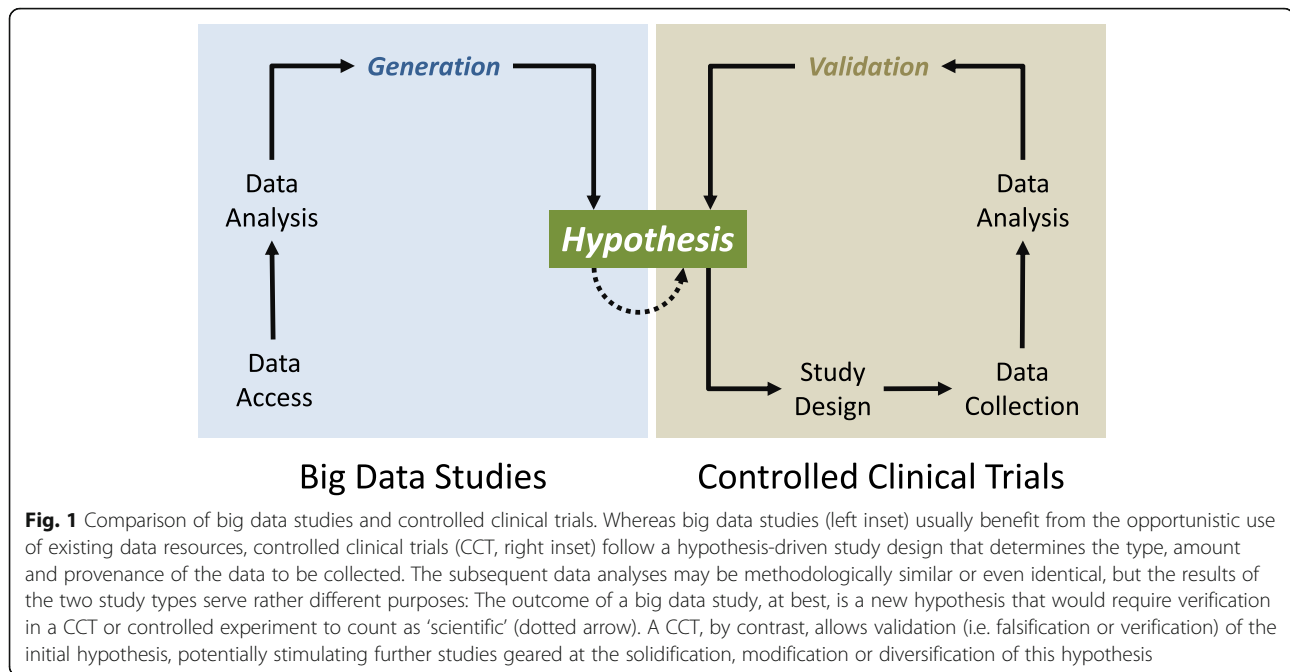 Generation
Data
Analysis
Data
Access
Hypothesis
Validation
Data
Analysis
Study
Design
Data
Collection
Big Data Studies
Controlled Clinical Trials
Fig. 1 Comparison of big data studies and controlled clinical trials. Whereas big data studies (left inset) usually benefit from the opportunistic use
of existing data resources, controlled clinical trials (CCT, right inset) follow a hypothesis-driven study design that determines the type, amount
and provenance of the data to be collected. The subsequent data analyses may be methodologically similar or even identical, but the results of
the two study types serve rather different purposes: The outcome of a big data study, at best, is a new hypothesis that would require verification
in a CCT or controlled experiment to count as ‘scientific’ (dotted arrow). A CCT, by contrast, allows validation (i.e. falsification or verification) of the
initial hypothesis, potentially stimulating further studies geared at the solidification, modification or diversification of this hypothesis